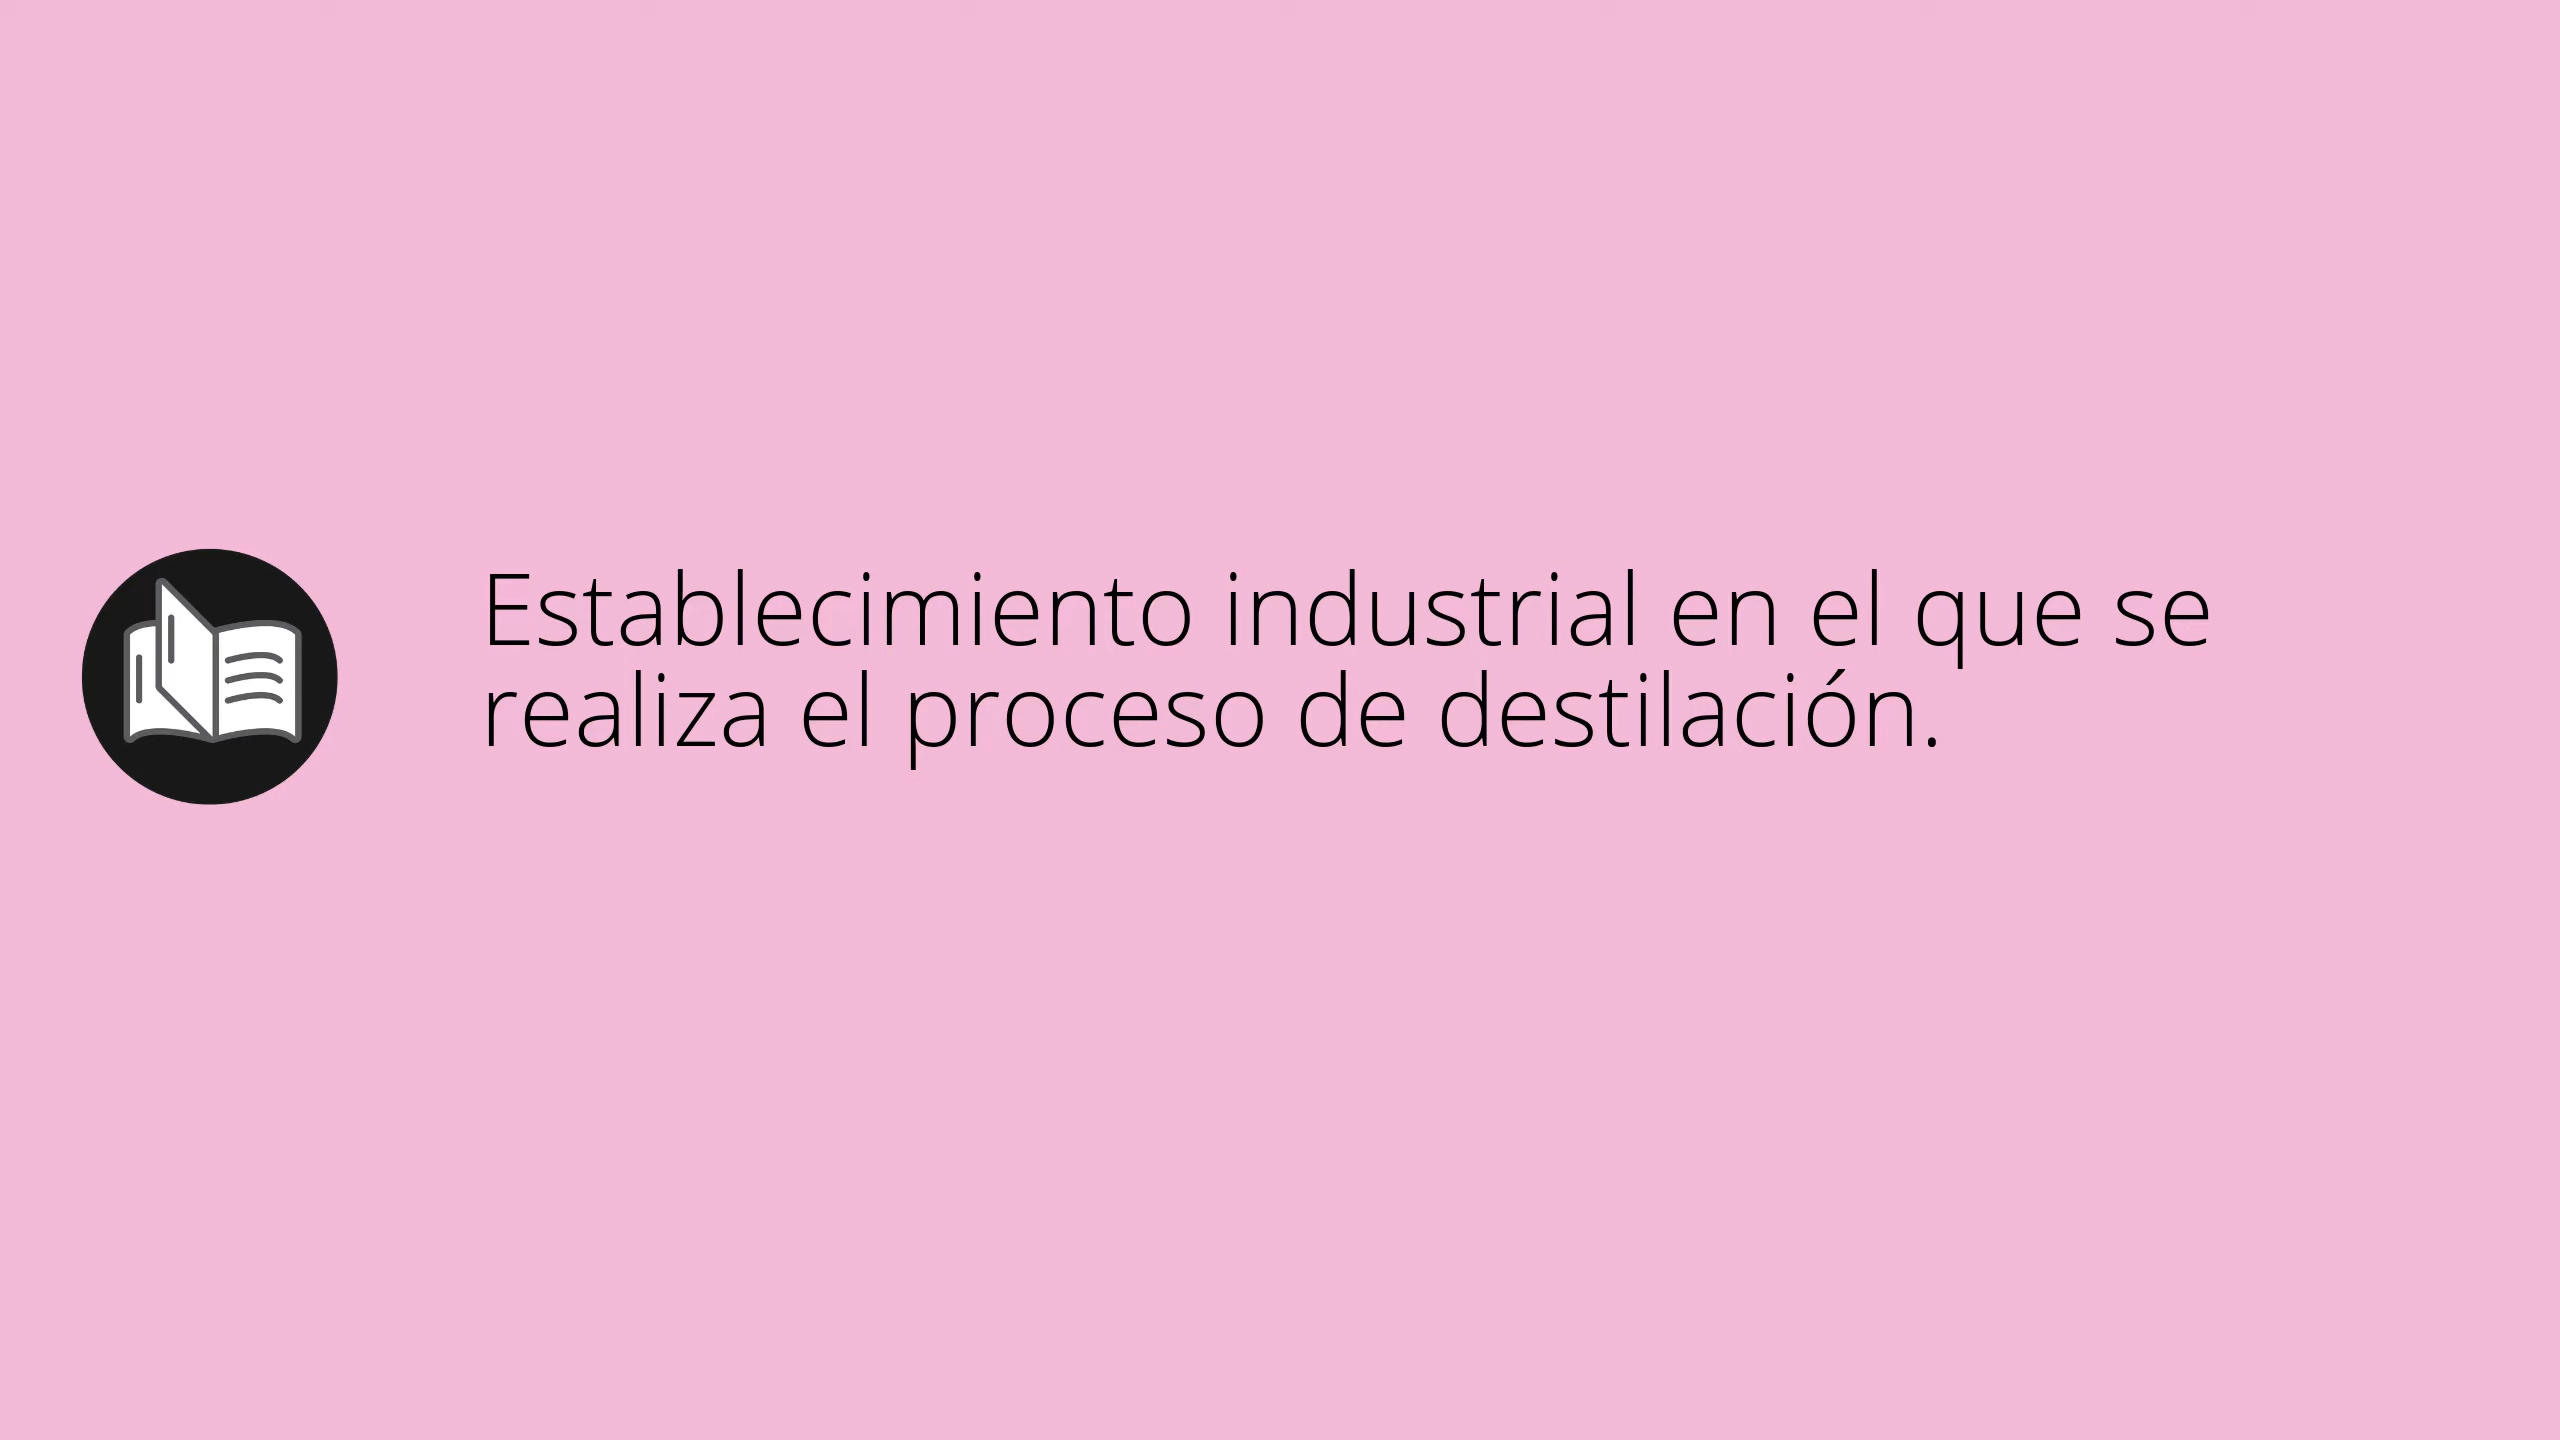 Establecimiento industrial en el que se
realiza el proceso de destilación.